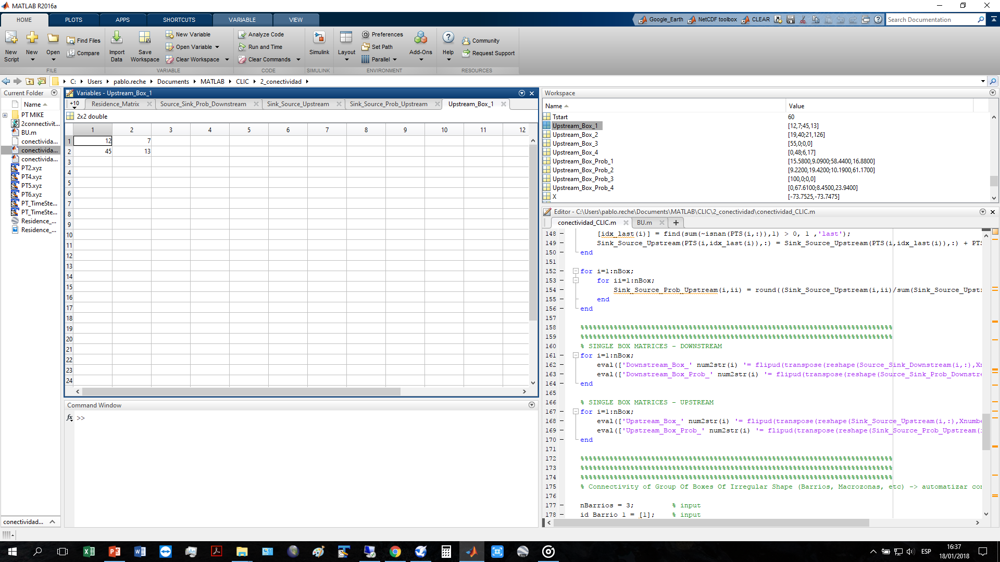 MATLAB R2016a
HOME
PLOTS
APPS
SHORTCUTS
VARIABLE
VIEW
Google_Earth
NetCDF toolbox
CLEAR
Search Documentation
New Script
New
Open
Find Files
Compare
Import Data
Save Workspace
New Variable
Open Variable
Clear Workspace
Analyze Code
Run and Time
Clear Commands
Simulink
Layout
Preferences
Set Path
Parallel
Add-Ons
Help
Community
Request Support
FILE
VARIABLE
CODE
SIMULINK
ENVIRONMENT
RESOURCES
C: Users pablo.reche Documents MATLAB CLIC 2_conectividad
Current Folder
Name
PT MIKE
2connectivit...
BU.m
conectivida...
conectivida...
conectivida...
PT2.xyz
PT4.xyz
PT5.xyz
PT6.xyz
PT_TimeSte...
PT_TimeSte...
Residence_...
Residence_...
conectividad...
Variables - Upstream_Box_1
+10
Residence_Matrix
Source_Sink_Prob_Downstream
Sink_Source_Upstream
Sink_Source_Prob_Upstream
Upstream_Box_1
2x2 double
1 2 3 4 5 6 7 8 9 10 11 12
1 12 7
2 45 13
3
4
5
6
7
8
9
10
11
12
13
14
15
16
17
18
19
20
21
22
23
24
Command Window
fx >>
Workspace
Name Value
Tstart 60
Upstream_Box_1 [12,7;45,13]
Upstream_Box_2 [19,40;21,126]
Upstream_Box_3 [55,0;0,0]
Upstream_Box_4 [0,48;6,17]
Upstream_Box_Prob_1 [15.5800,9.0900;58.4400,16.8800]
Upstream_Box_Prob_2 [9.2200,19.4200;10.1900,61.1700]
Upstream_Box_Prob_3 [100,0;0,0]
Upstream_Box_Prob_4 [0,67.6100;8.4500,23.9400]
X [-73.7525,-73.7475]
Editor - C:\Users\pablo.reche\Documents\MATLAB\CLIC\2_conectividad\conectividad_CLIC.m
conectividad_CLIC.m
BU.m
148 – [idx_last(i)] = find(sum(~isnan(PTS(i,:)),1) > 0, 1 ,'last');
149 – Sink_Source_Upstream(PTS(i,idx_last(i)),:) = Sink_Source_Upstream(PTS(i,idx_last(i)),:) + PTS
150 – end
151
152 – for i=1:nBox;
153 – for ii=1:nBox;
154 – Sink_Source_Prob_Upstream(i,ii) = round((Sink_Source_Upstream(i,ii)/sum(Sink_Source_Upst
155 – end
156 – end
157
158 %%%%%%%%%%%%%%%%%%%%%%%%%%%%%%%%%%%%%%%%%%%%%%%%%%%%%%%%%%%%%%%%%%%%%%%%%%%%%
159 %%%%%%%%%%%%%%%%%%%%%%%%%%%%%%%%%%%%%%%%%%%%%%%%%%%%%%%%%%%%%%%%%%%%%%%%%%%%%
160 % SINGLE BOX MATRICES - DOWNSTREAM
161 – for i=1:nBox;
162 – eval(['Downstream_Box_' num2str(i) '= flipud(transpose(reshape(Source_Sink_Downstream(i,:),Xn
163 – eval(['Downstream_Box_Prob_' num2str(i) '= flipud(transpose(reshape(Source_Sink_Prob_Downstre
164 – end
165
166 % SINGLE BOX MATRICES - UPSTREAM
167 – for i=1:nBox;
168 – eval(['Upstream_Box_' num2str(i) '= flipud(transpose(reshape(Sink_Source_Upstream(i,:),Xnumbe
169 – eval(['Upstream_Box_Prob_' num2str(i) '= flipud(transpose(reshape(Sink_Source_Prob_Upstream(i
170 – end
171
172 %%%%%%%%%%%%%%%%%%%%%%%%%%%%%%%%%%%%%%%%%%%%%%%%%%%%%%%%%%%%%%%%%%%%%%%%%%%%%
173 %%%%%%%%%%%%%%%%%%%%%%%%%%%%%%%%%%%%%%%%%%%%%%%%%%%%%%%%%%%%%%%%%%%%%%%%%%%%%
174 %%%%%%%%%%%%%%%%%%%%%%%%%%%%%%%%%%%%%%%%%%%%%%%%%%%%%%%%%%%%%%%%%%%%%%%%%%%%%
175 % Connectivity of Group Of Boxes Of Irregular Shape (Barrios, Macrozonas, etc) -> automatizar con
176
177 – nBarrios = 3; % input
178 – id_Barrio_1 = [1]; % input
ESP
16:37
18/01/2018